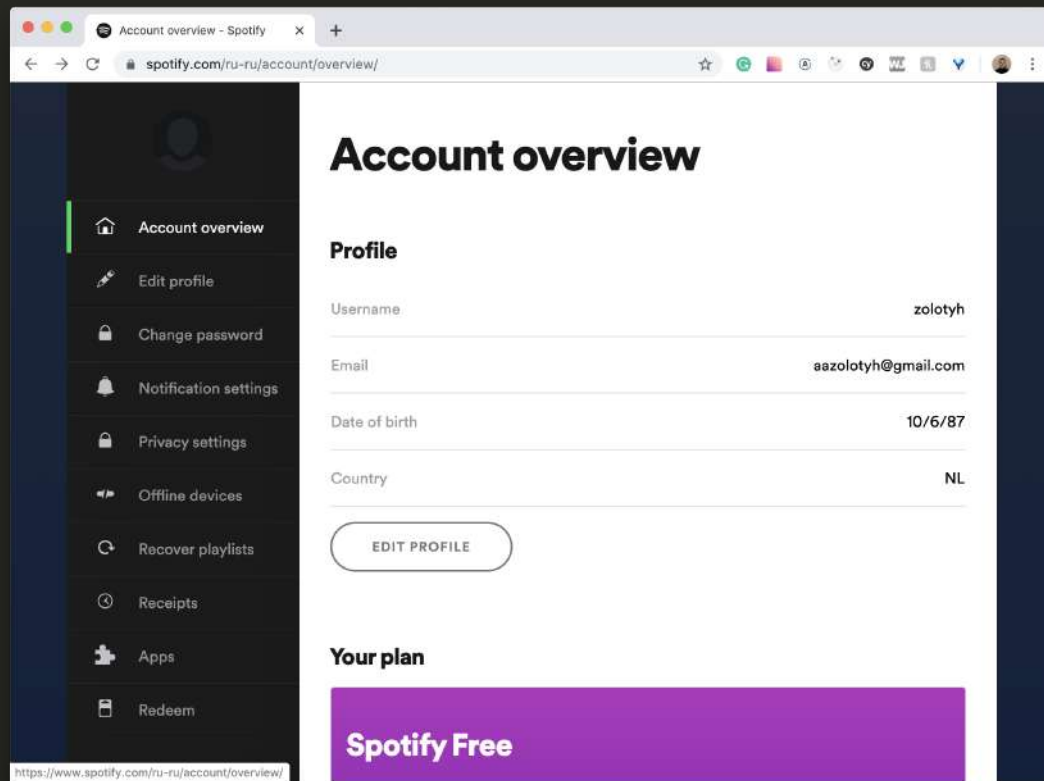 Account overview - Spotify
spotify.com/ru-ru/account/overview/
Account overview
Edit profile
Change password
Notification settings
Privacy settings
Offline devices
Recover playlists
Receipts
Apps
Redeem
https://www.spotify.com/ru-ru/account/overview/
Account overview
Profile
Username zolotyh
Email aazolotyh@gmail.com
Date of birth 10/6/87
Country NL
EDIT PROFILE
Your plan
Spotify Free